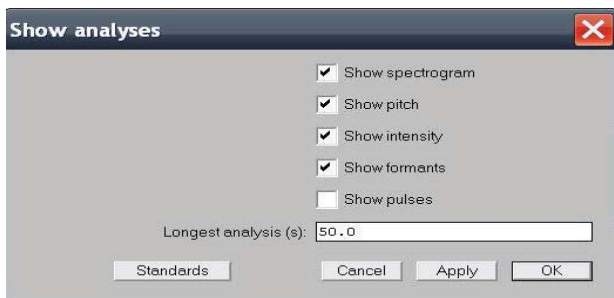 Show analyses
Show spectrogram
Show pitch
Show intensity
Show formants
Show pulses
Longest analysis (s): 50.0
Standards Cancel Apply OK